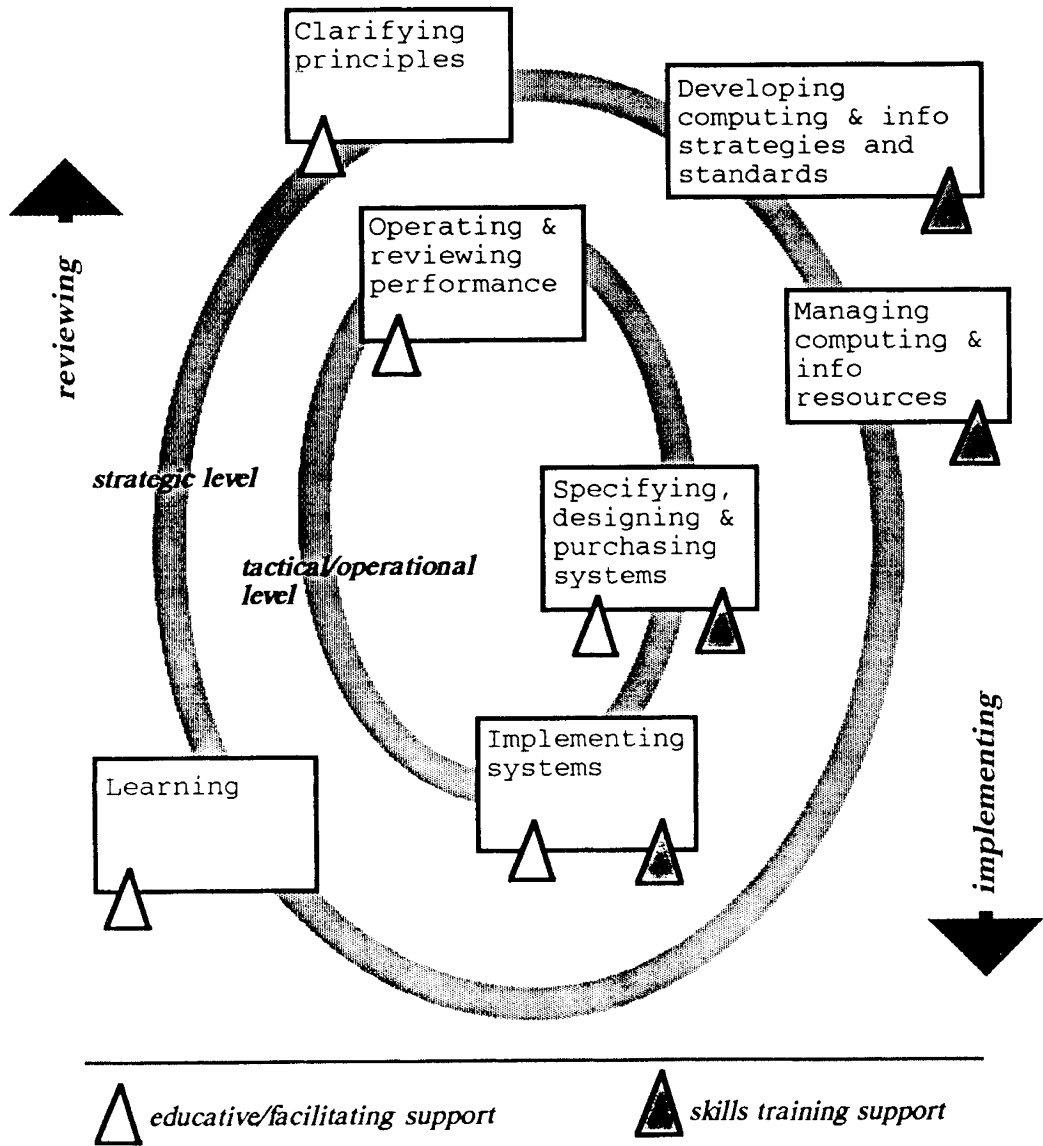 Clarifying
principles
Developing
computing & info
strategies and
standards
Operating &
reviewing
performance
Managing
computing &
info
resources
reviewing
strategic level
Specifying,
designing &
purchasing
systems
tactical/operational
level
Implementing
systems
Learning
implementing
educative/facilitating support
skills training support